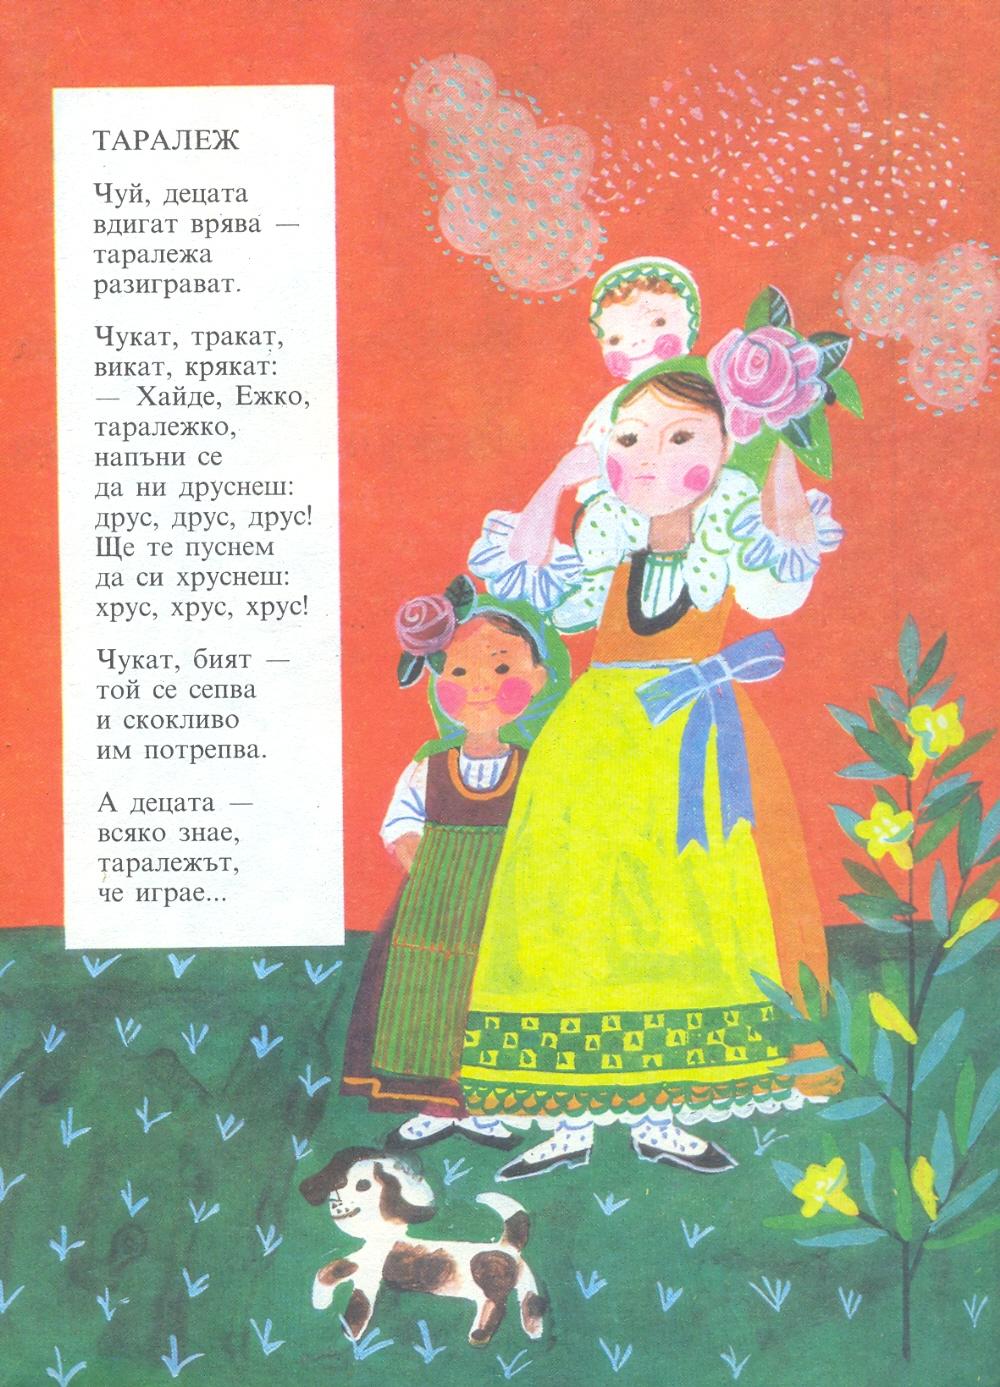 ТАРАЛЕЖ
Чуй, децата
вдигат врява —
таралежа
разиграват.
Чукат, тракат,
викат, крякат:
— Хайде, Ежко,
таралежко,
напъни се
да ни друснеш:
друс, друс, друс!
Ще те пуснем
да си хруснеш:
хрус, хрус, хрус!
Чукат, бият —
той се сепва
и скокливо
им потрепва.
А децата —
всяко знае,
таралежът,
че играе...